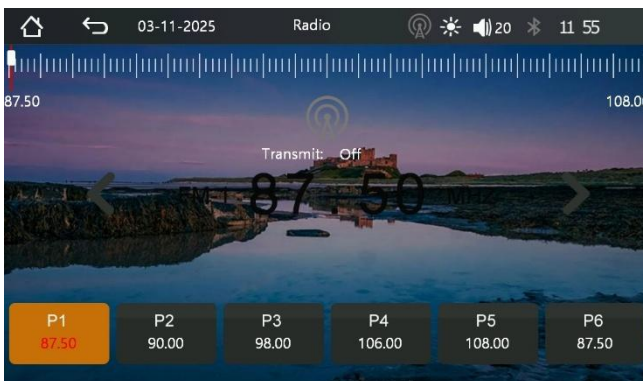 03-11-2025 Radio 20 11 55
87.50 108.0
Transmit: Off
87.50 MHz
P1 P2 P3 P4 P5 P6
87.50 90.00 98.00 106.00 108.00 87.50